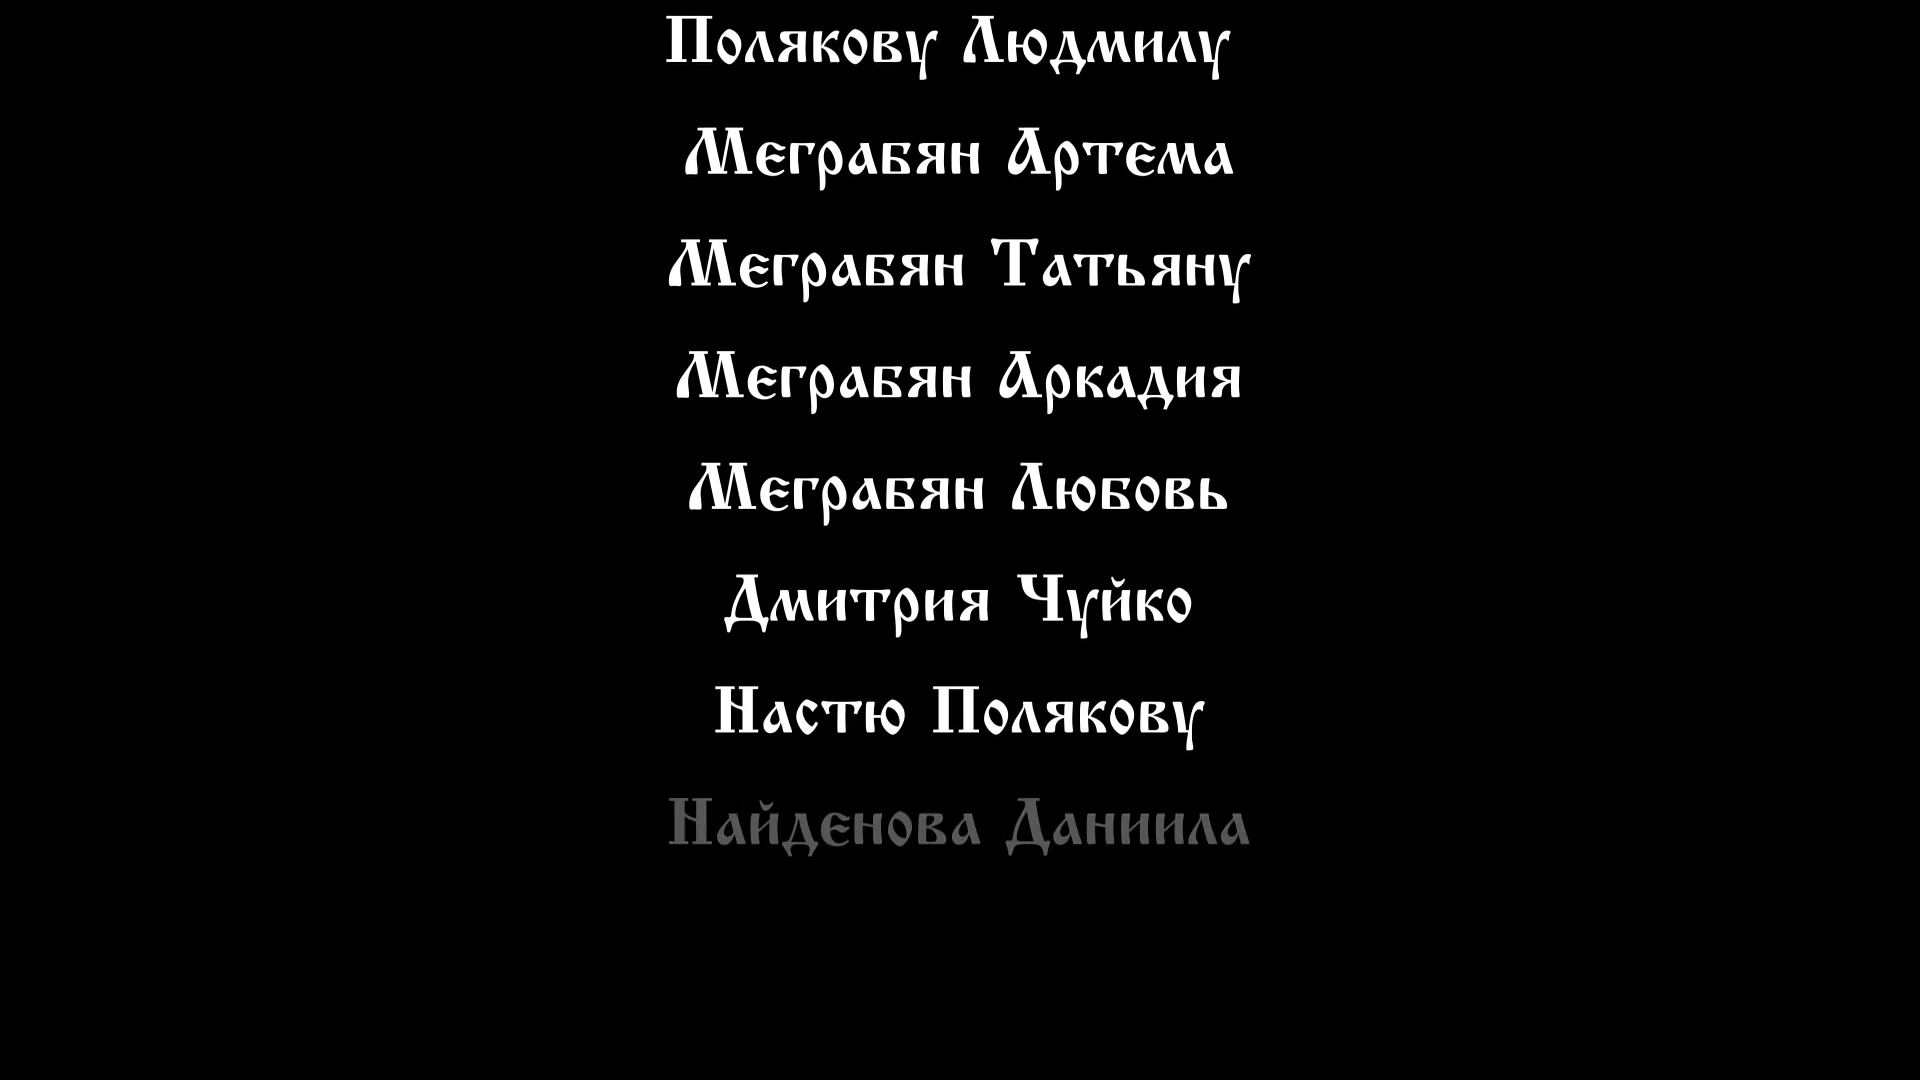 Полякову Людмилу
Меграбян Артема
Меграбян Татьяну
Меграбян Аркадия
Меграбян Любовь
Дмитрия Чуйко
Настю Полякову
Найденова Даниила